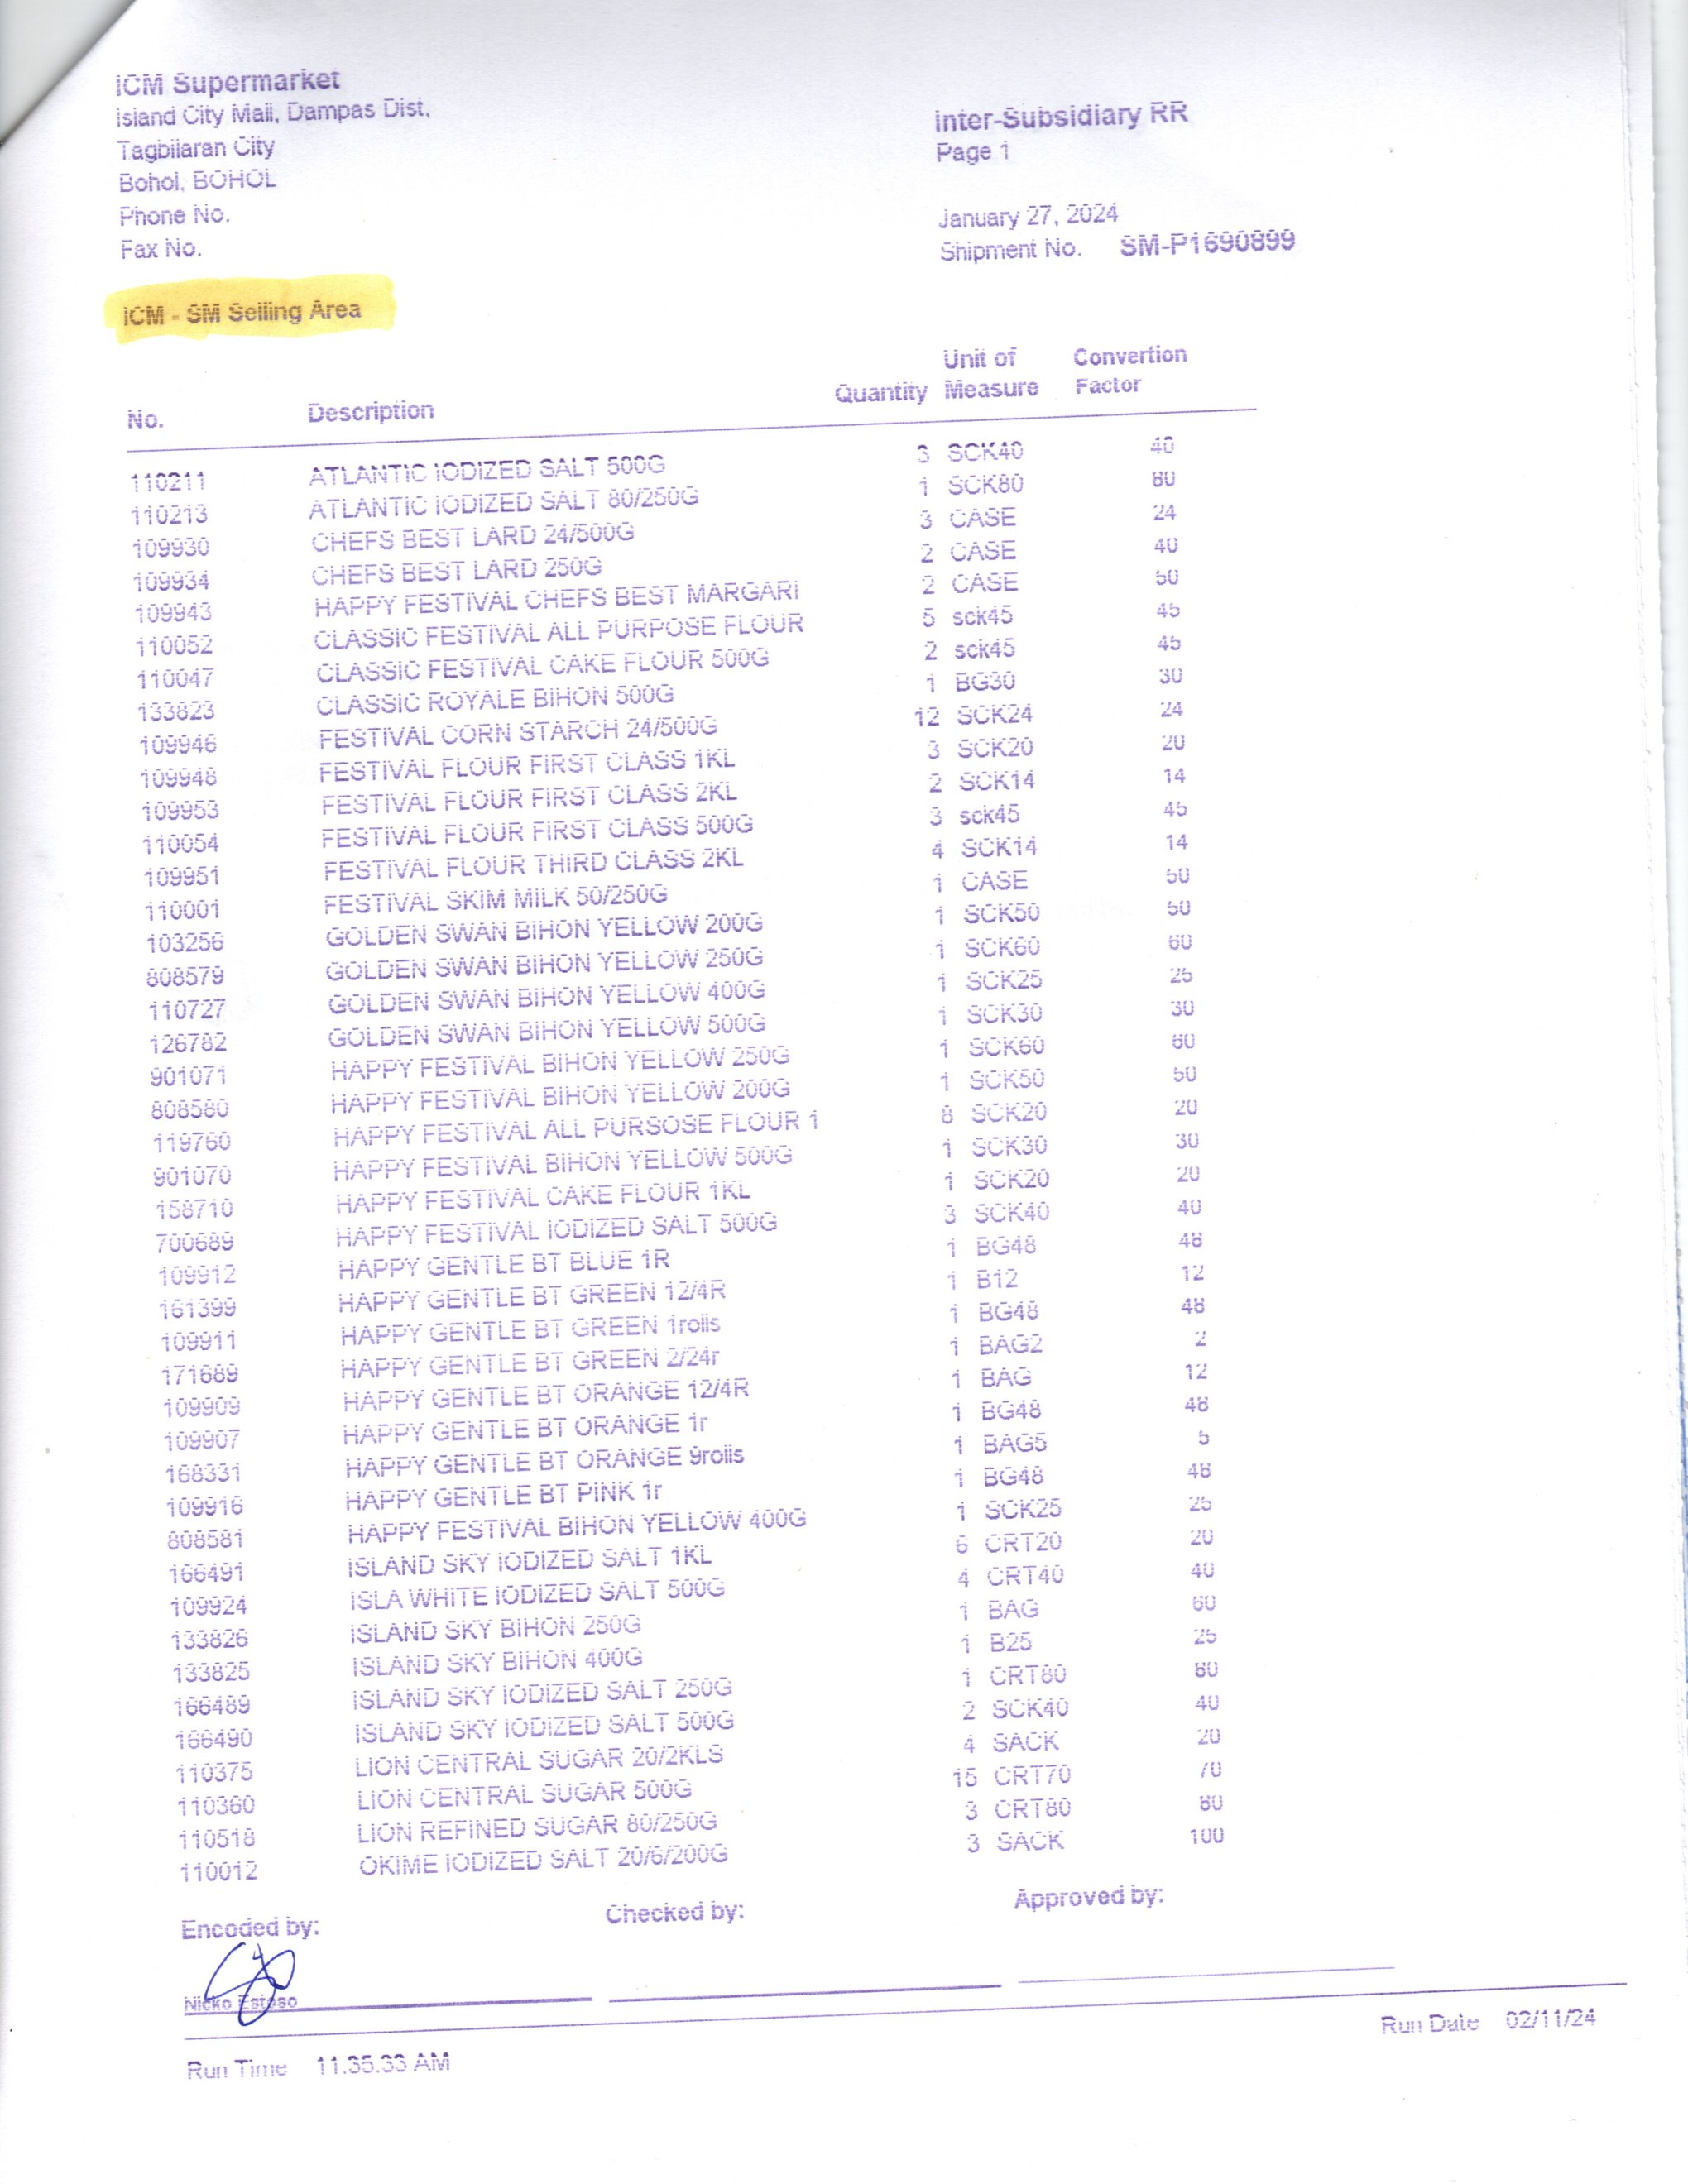 ICM Supermarket
Island City Mall, Dampas Dist,
Tagbilaran City
Bohol, BOHOL
Phone No.
Fax No.
Inter-Subsidiary RR
Page 1
January 27, 2024
Shipment No. SM-P1690899
ICM - SM Selling Area
No. Description Quantity Unit of Measure Convertion Factor
110211 ATLANTIC IODIZED SALT 500G 3 SCK40 40
110213 ATLANTIC IODIZED SALT 80/250G 1 SCK80 80
109930 CHEFS BEST LARD 24/500G 3 CASE 24
109934 CHEFS BEST LARD 250G 2 CASE 40
109943 HAPPY FESTIVAL CHEFS BEST MARGARI 2 CASE 50
110052 CLASSIC FESTIVAL ALL PURPOSE FLOUR 5 sck45 45
110047 CLASSIC FESTIVAL CAKE FLOUR 500G 2 sck45 45
133823 CLASSIC ROYALE BIHON 500G 1 BG30 30
109946 FESTIVAL CORN STARCH 24/500G 12 SCK24 24
109948 FESTIVAL FLOUR FIRST CLASS 1KL 3 SCK20 20
109953 FESTIVAL FLOUR FIRST CLASS 2KL 2 SCK14 14
110054 FESTIVAL FLOUR FIRST CLASS 500G 3 sck45 45
109951 FESTIVAL FLOUR THIRD CLASS 2KL 4 SCK14 14
110001 FESTIVAL SKIM MILK 50/250G 1 CASE 50
103256 GOLDEN SWAN BIHON YELLOW 200G 1 SCK50 50
808579 GOLDEN SWAN BIHON YELLOW 250G 1 SCK60 60
110727 GOLDEN SWAN BIHON YELLOW 400G 1 SCK25 25
126782 GOLDEN SWAN BIHON YELLOW 500G 1 SCK30 30
901071 HAPPY FESTIVAL BIHON YELLOW 250G 1 SCK60 60
808580 HAPPY FESTIVAL BIHON YELLOW 200G 1 SCK50 50
119760 HAPPY FESTIVAL ALL PURSOSE FLOUR 1 8 SCK20 20
901070 HAPPY FESTIVAL BIHON YELLOW 500G 1 SCK30 30
158710 HAPPY FESTIVAL CAKE FLOUR 1KL 1 SCK20 20
700689 HAPPY FESTIVAL IODIZED SALT 500G 3 SCK40 40
109912 HAPPY GENTLE BT BLUE 1R 1 BG48 48
161399 HAPPY GENTLE BT GREEN 12/4R 1 B12 12
109911 HAPPY GENTLE BT GREEN 1rolls 1 BG48 48
171689 HAPPY GENTLE BT GREEN 2/24r 1 BAG2 2
109909 HAPPY GENTLE BT ORANGE 12/4R 1 BAG 12
109907 HAPPY GENTLE BT ORANGE 1r 1 BG48 48
168331 HAPPY GENTLE BT ORANGE 9rolls 1 BAG5 5
109916 HAPPY GENTLE BT PINK 1r 1 BG48 48
808581 HAPPY FESTIVAL BIHON YELLOW 400G 1 SCK25 25
166491 ISLAND SKY IODIZED SALT 1KL 6 CRT20 20
109924 ISLA WHITE IODIZED SALT 500G 4 CRT40 40
133826 ISLAND SKY BIHON 250G 1 BAG 60
133825 ISLAND SKY BIHON 400G 1 B25 25
166489 ISLAND SKY IODIZED SALT 250G 1 CRT80 80
166490 ISLAND SKY IODIZED SALT 500G 2 SCK40 40
110375 LION CENTRAL SUGAR 20/2KLS 4 SACK 20
110360 LION CENTRAL SUGAR 500G 15 CRT70 70
110518 LION REFINED SUGAR 80/250G 3 CRT80 80
110012 OKIME IODIZED SALT 20/6/200G 3 SACK 100
Encoded by: Checked by: Approved by:
Nicko Estoso
Run Date 02/11/24
Run Time 11:35:33 AM